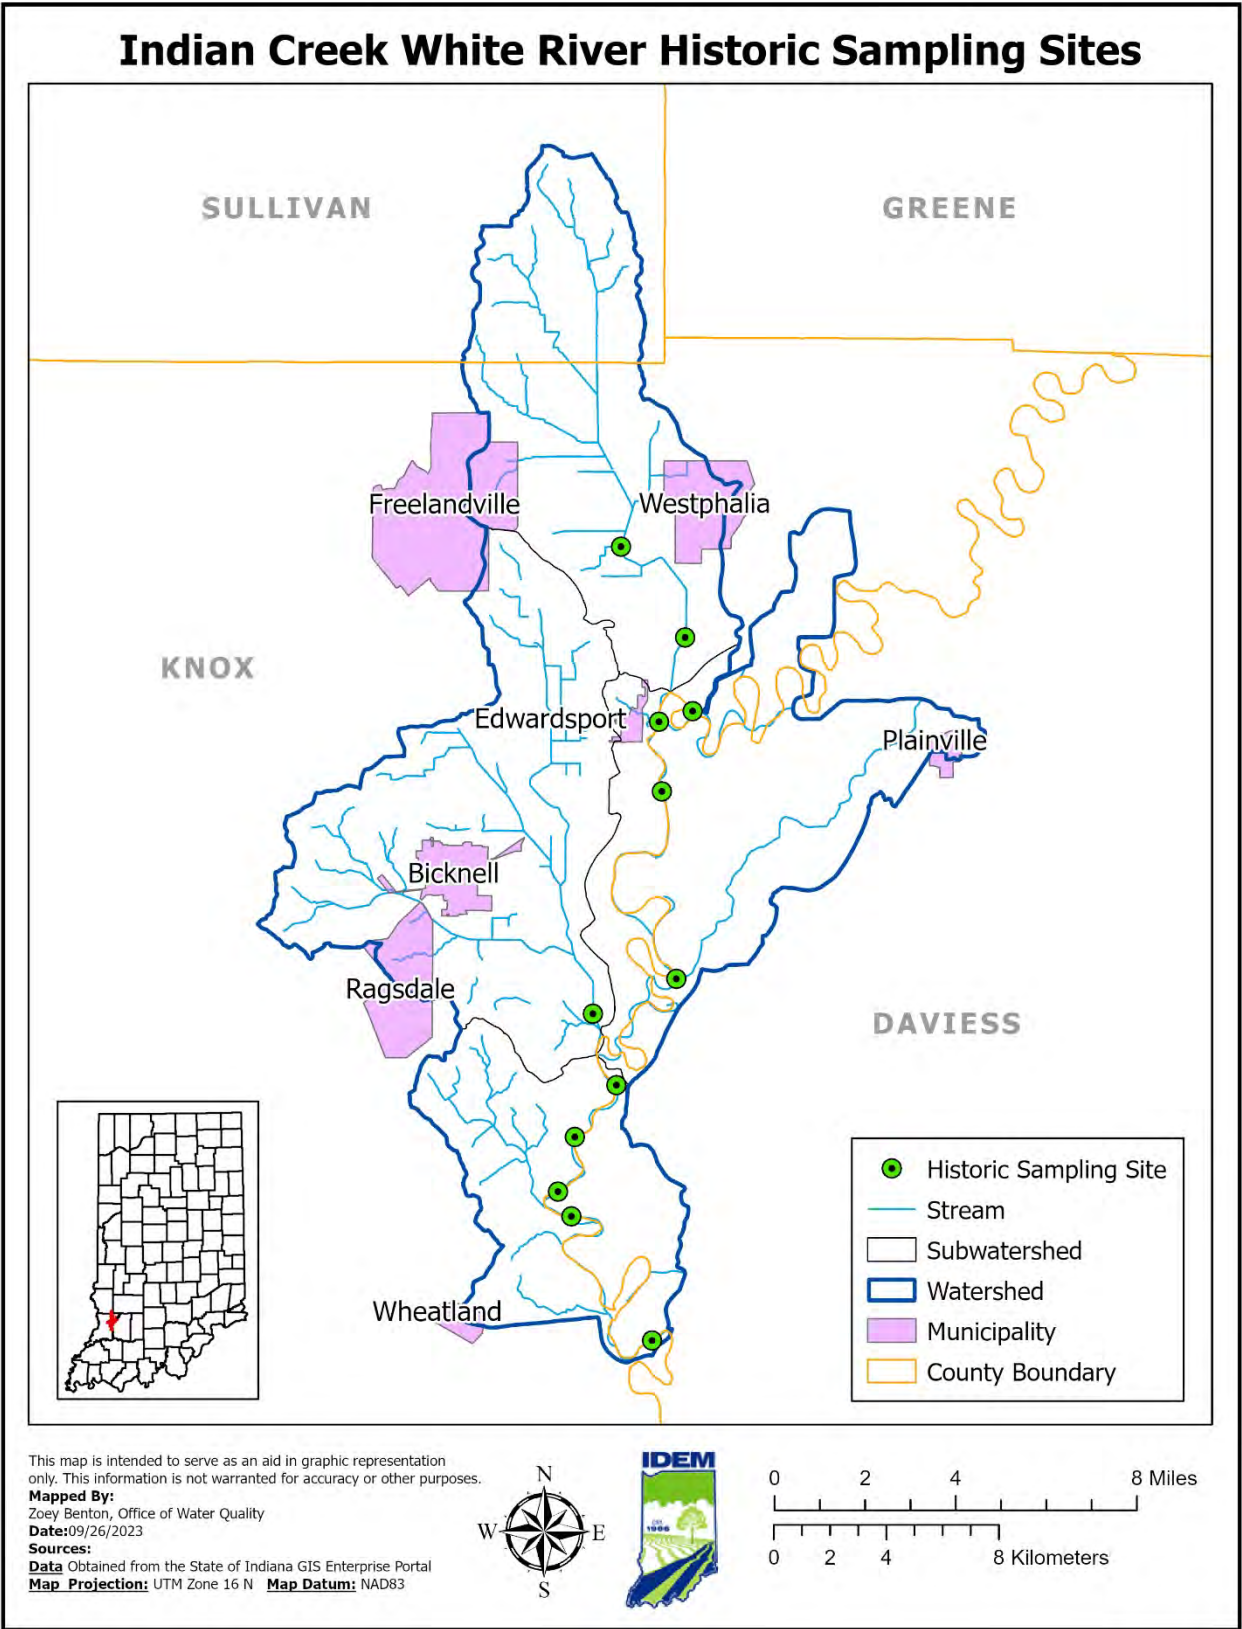 Indian Creek White River Historic Sampling Sites
SULLIVAN
GREENE
Freelandville
Westphalia
KNOX
Edwardsport
Plainville
Bicknell
Ragsdale
DAVIESS
Wheatland
Historic Sampling Site
Stream
Subwatershed
Watershed
Municipality
County Boundary
This map is intended to serve as an aid in graphic representation
only. This information is not warranted for accuracy or other purposes.
Mapped By:
Zoey Benton, Office of Water Quality
Date:09/26/2023
Sources:
Data Obtained from the State of Indiana GIS Enterprise Portal
Map Projection: UTM Zone 16 N Map Datum: NAD83
N
W E
S
IDEM
1986
0 2 4 8 Miles
0 2 4 8 Kilometers